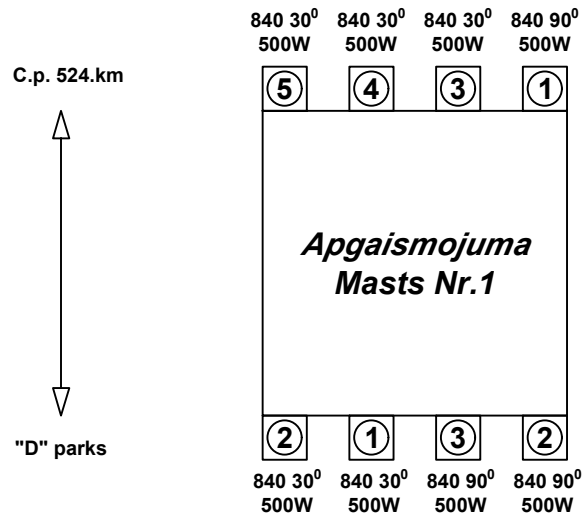 840 30⁰ 840 30⁰ 840 30⁰ 840 90⁰
500W 500W 500W 500W
C.p. 524.km
5 4 3 1
Apgaismojuma
Masts Nr.1
2 1 3 2
"D" parks
840 30⁰ 840 30⁰ 840 90⁰ 840 90⁰
500W 500W 500W 500W